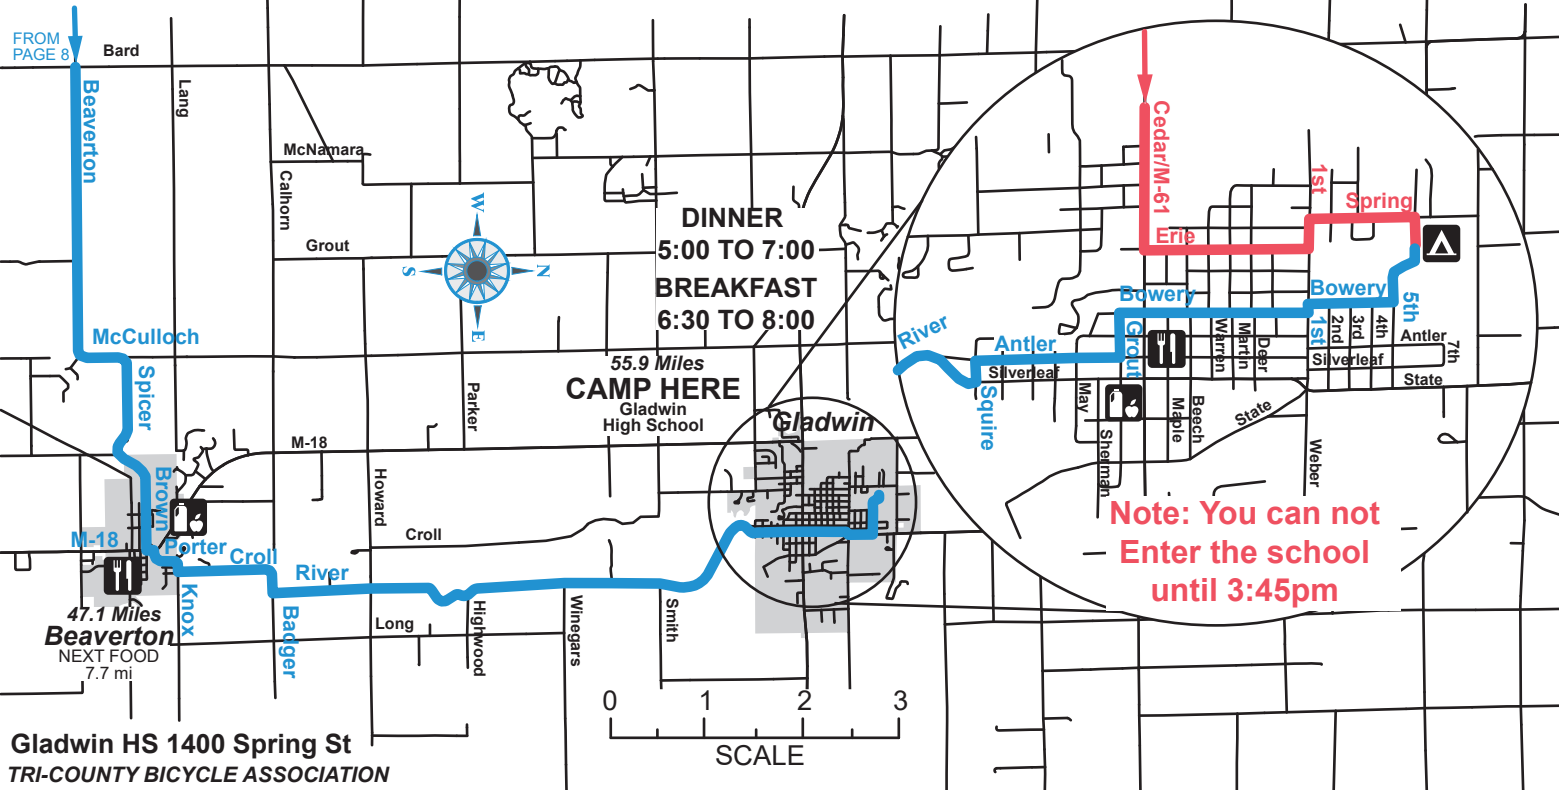 FROM
PAGE 8
Bard
Beaverton
Lang
McNamara
Calhorn
Grout
W
S
N
E
DINNER
5:00 TO 7:00
BREAKFAST
6:30 TO 8:00
McCulloch
Spicer
Parker
55.9 Miles
CAMP HERE
Gladwin
High School
Gladwin
M-18
Brown
Howard
Croll
M-18
Porter
Croll
River
Knox
Badger
47.1 Miles
Beaverton
NEXT FOOD
7.7 mi
Long
Highwood
Winegars
Smith
0 1 2 3
SCALE
Gladwin HS 1400 Spring St
TRI-COUNTY BICYCLE ASSOCIATION
Cedar/M-61
1st
Spring
Erie
Bowery
Bowery
5th
River
Antler
Grout
Silverleaf
Squire
May
Sherman
Maple
Beech
Warren
Martin
Deer
1st
2nd
3rd
4th
Antler
7th
Silverleaf
State
State
Weber
Note: You can not
Enter the school
until 3:45pm